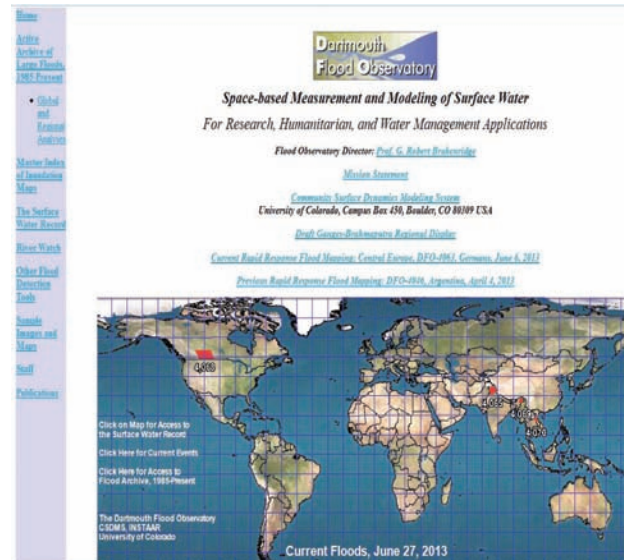 Home
Active
Archive of
Large Floods,
1985-Present
Global
and
Regional
Analyses
Master Index
of Inundation
Maps
The Surface
Water Record
River Watch
Other Flood
Detection
Tools
Sample
Images and
Maps
Staff
Publications
Dartmouth
Flood Observatory
Space-based Measurement and Modeling of Surface Water
For Research, Humanitarian, and Water Management Applications
Flood Observatory Director: Prof. G. Robert Brakenridge
Mission Statement
Community Surface Dynamics Modeling System
University of Colorado, Campus Box 450, Boulder, CO 80309 USA
Draft Ganges-Brahmaputra Regional Display
Current Rapid Response Flood Mapping: Central Europe, DFO-4063, Germany, June 6, 2013
Previous Rapid Response Flood Mapping: DFO-4046, Argentina, April 4, 2013
Click on Map for Access to
the Surface Water Record
Click Here for Current Events
Click Here for Access to
Flood Archive, 1985-Present
The Dartmouth Flood Observatory
CSDMS, INSTAAR
University of Colorado
Current Floods, June 27, 2013